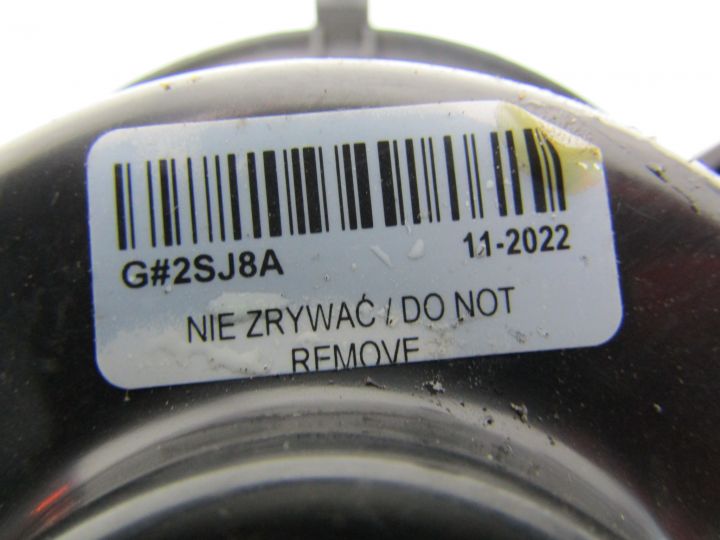 G#2SJ8A 11-2022
NIE ZRYWAĆ / DO NOT
REMOVE